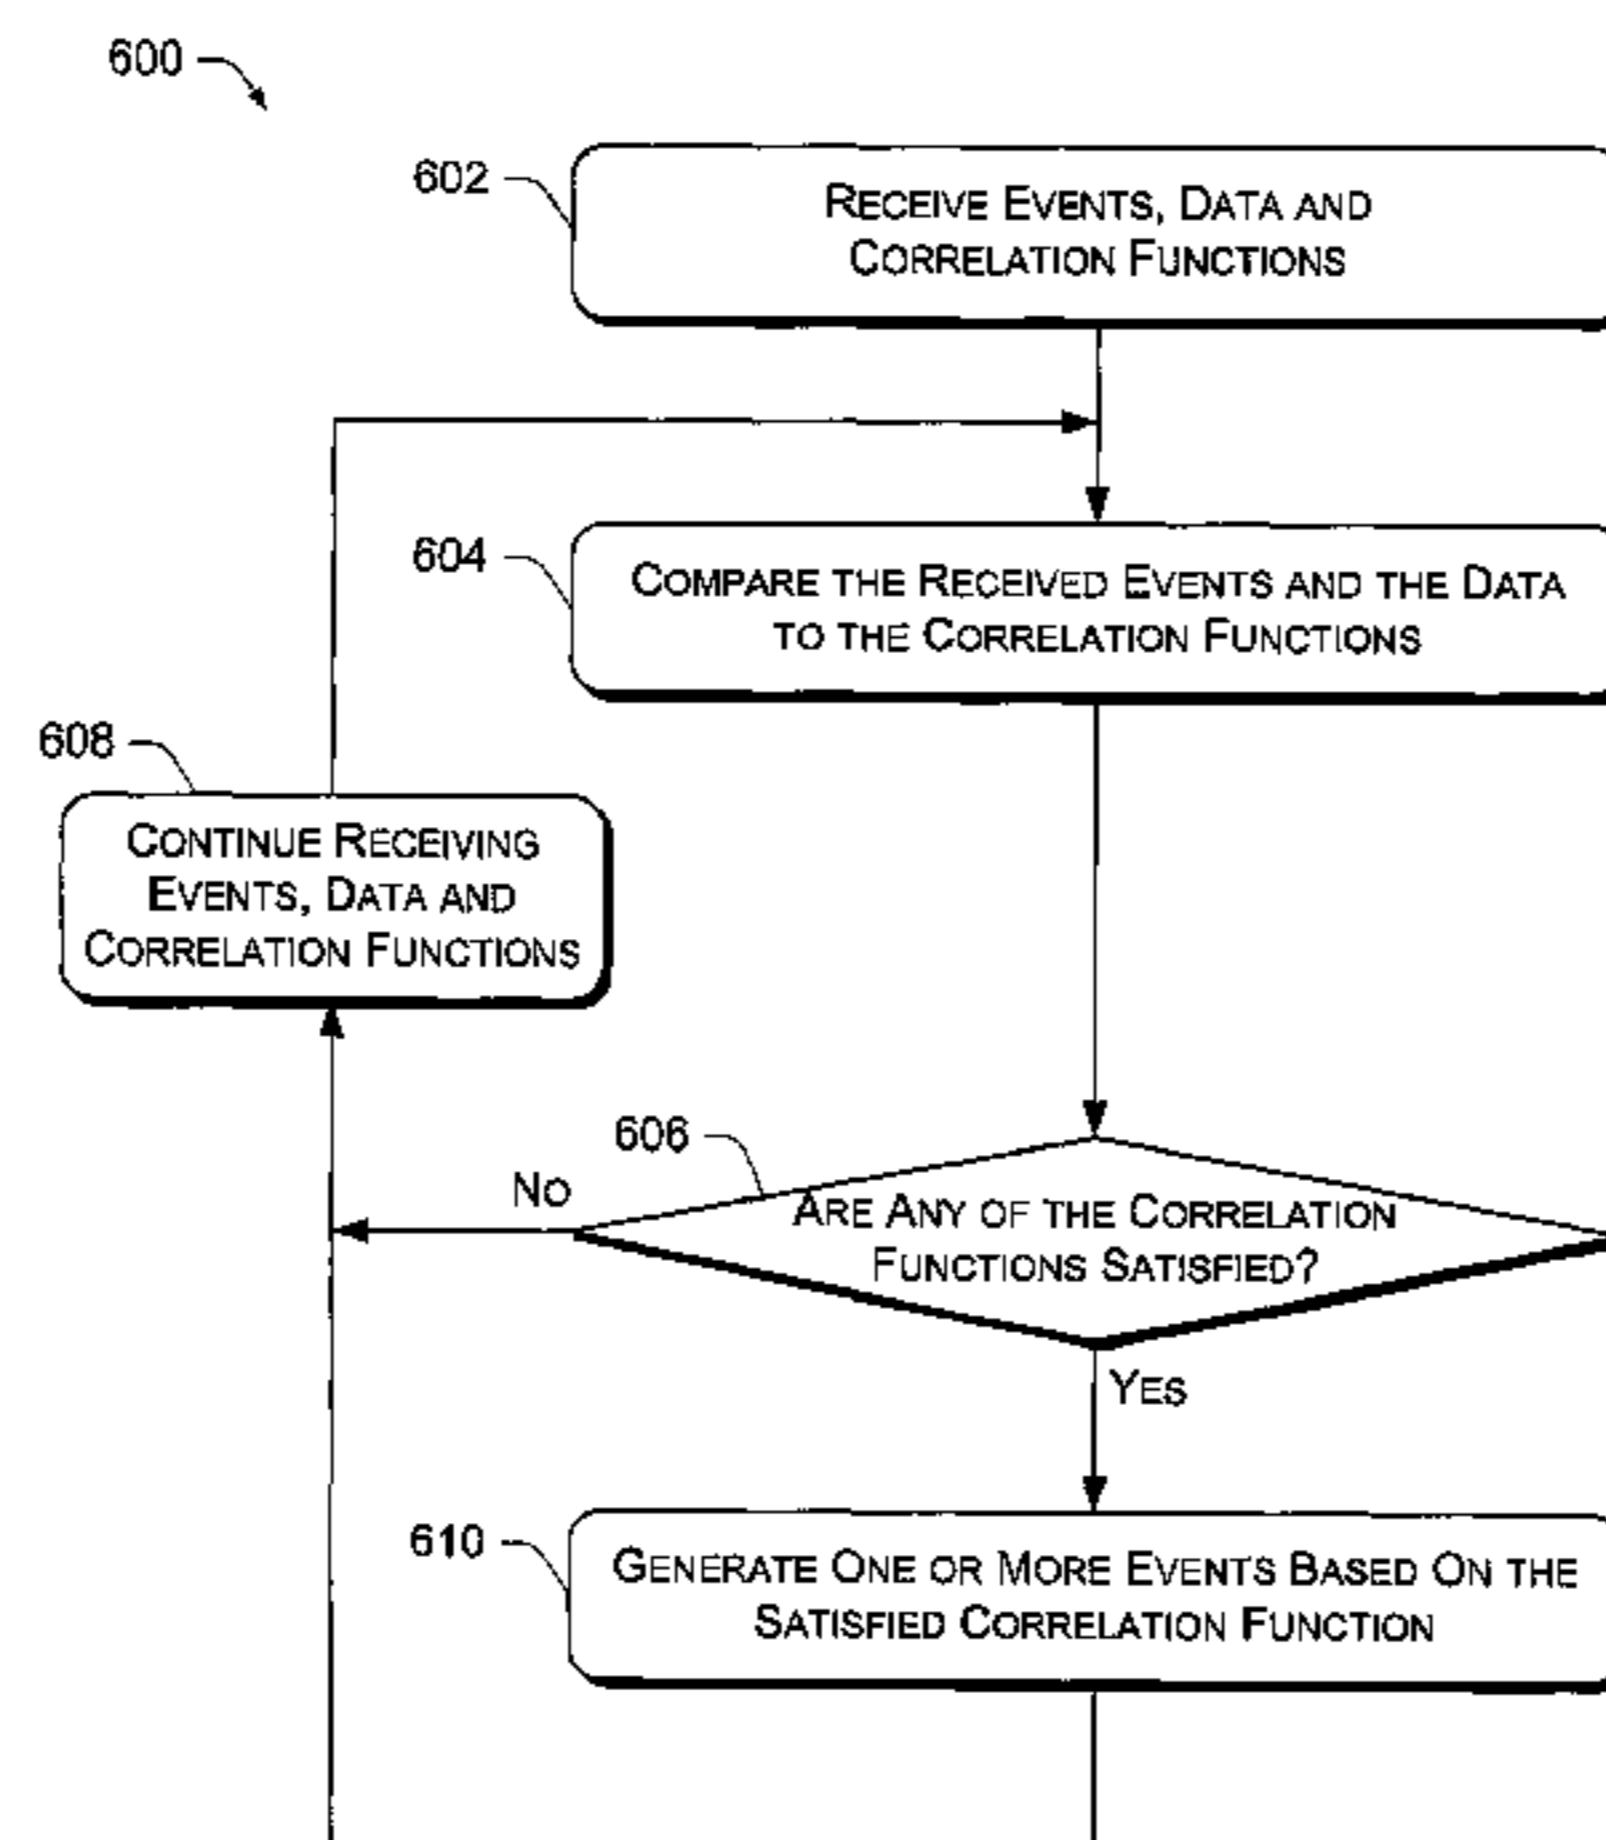 600
602
RECEIVE EVENTS, DATA AND
CORRELATION FUNCTIONS
604
COMPARE THE RECEIVED EVENTS AND THE DATA
TO THE CORRELATION FUNCTIONS
608
CONTINUE RECEIVING
EVENTS, DATA AND
CORRELATION FUNCTIONS
606
NO
ARE ANY OF THE CORRELATION
FUNCTIONS SATISFIED?
YES
610
GENERATE ONE OR MORE EVENTS BASED ON THE
SATISFIED CORRELATION FUNCTION